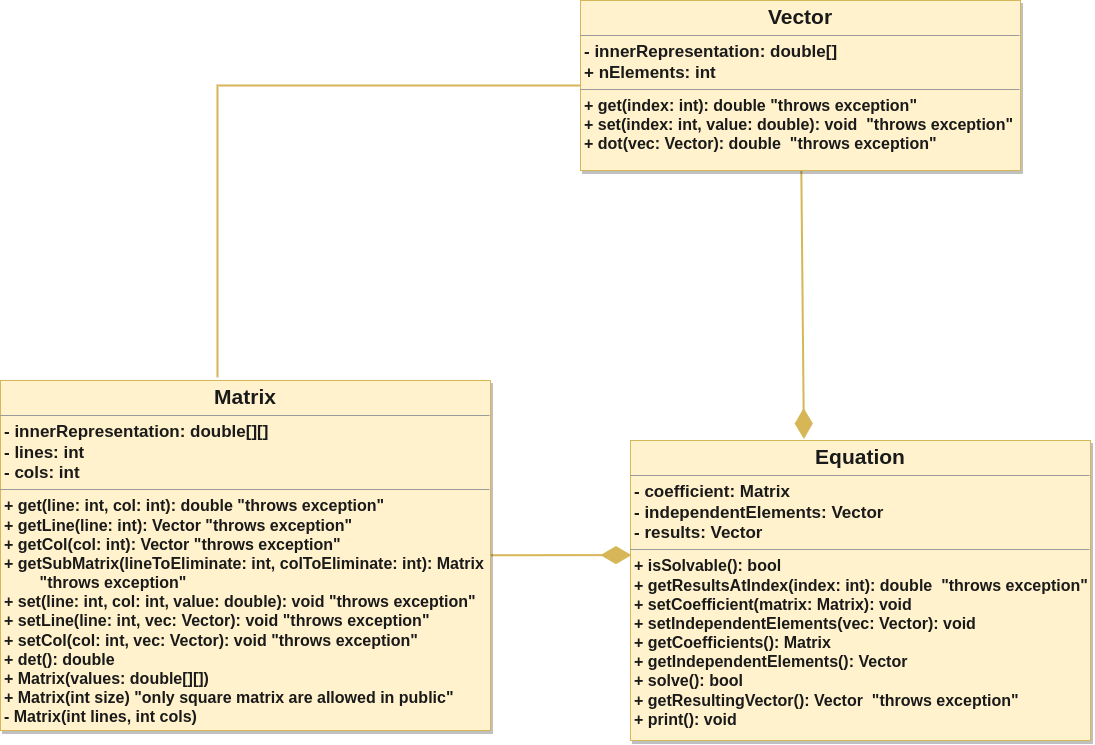 Vector
- innerRepresentation: double[]
+ nElements: int
+ get(index: int): double "throws exception"
+ set(index: int, value: double): void  "throws exception"
+ dot(vec: Vector): double  "throws exception"
Matrix
- innerRepresentation: double[][]
- lines: int
- cols: int
+ get(line: int, col: int): double "throws exception"
+ getLine(line: int): Vector "throws exception"
+ getCol(col: int): Vector "throws exception"
+ getSubMatrix(lineToEliminate: int, colToEliminate: int): Matrix
"throws exception"
+ set(line: int, col: int, value: double): void "throws exception"
+ setLine(line: int, vec: Vector): void "throws exception"
+ setCol(col: int, vec: Vector): void "throws exception"
+ det(): double
+ Matrix(values: double[][])
+ Matrix(int size) "only square matrix are allowed in public"
- Matrix(int lines, int cols)
Equation
- coefficient: Matrix
- independentElements: Vector
- results: Vector
+ isSolvable(): bool
+ getResultsAtIndex(index: int): double  "throws exception"
+ setCoefficient(matrix: Matrix): void
+ setIndependentElements(vec: Vector): void
+ getCoefficients(): Matrix
+ getIndependentElements(): Vector
+ solve(): bool
+ getResultingVector(): Vector  "throws exception"
+ print(): void